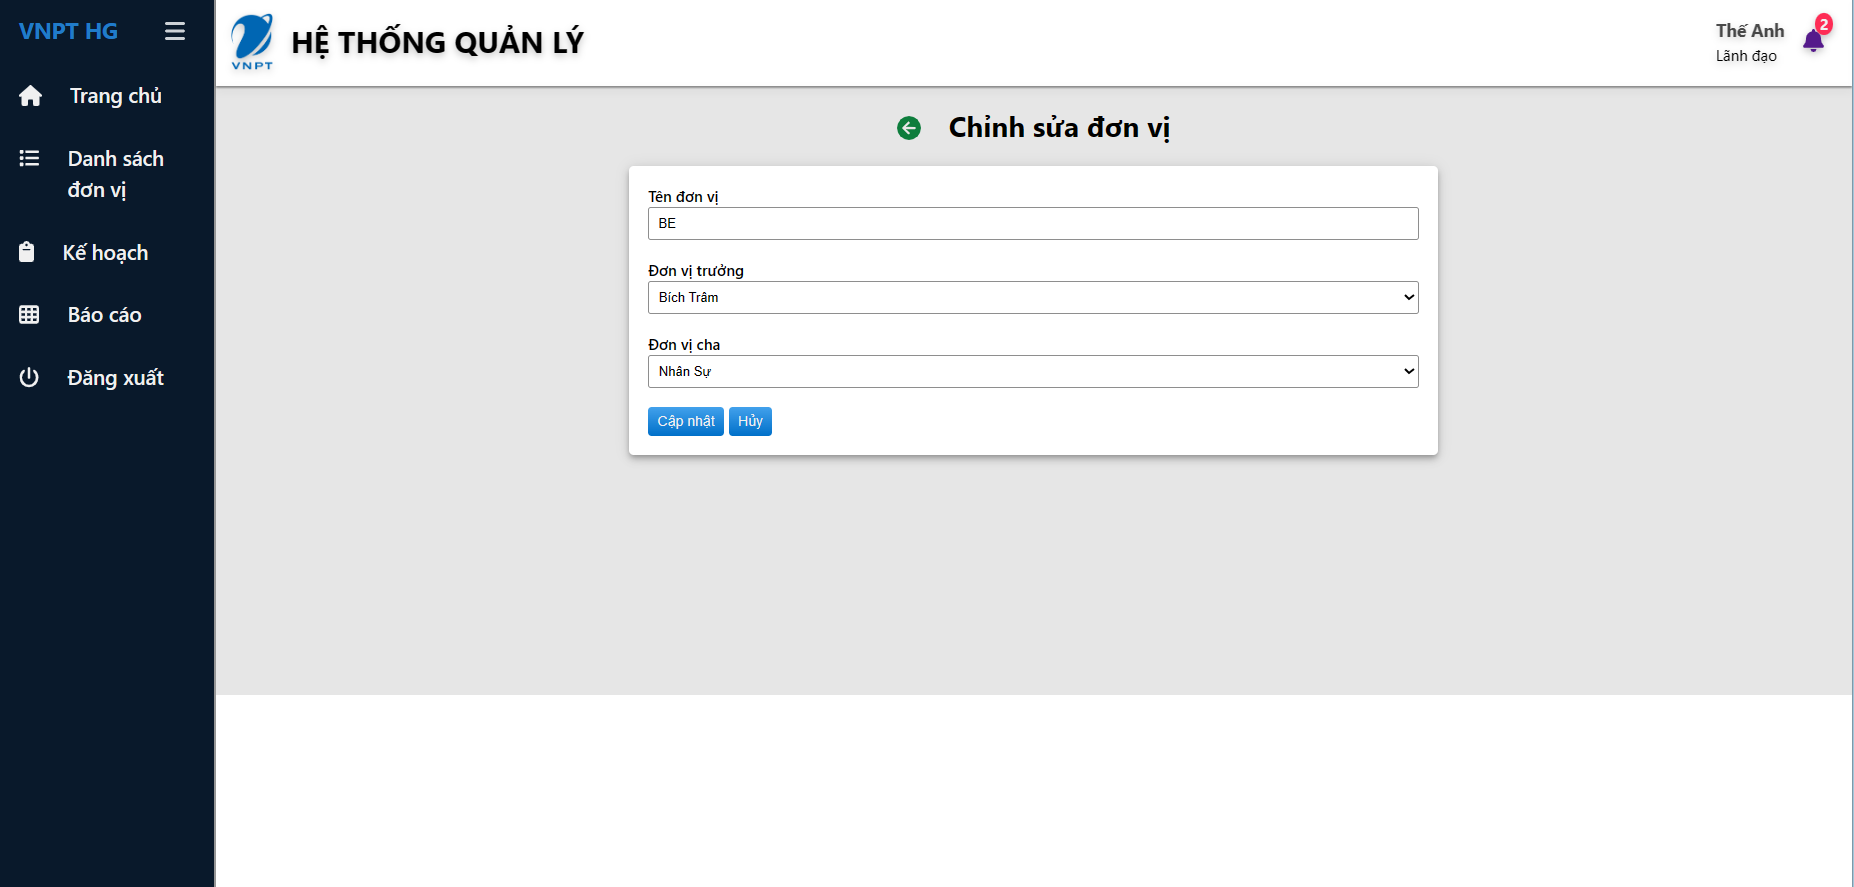 VNPT HG
Trang chủ
Danh sách
đơn vị
Kế hoạch
Báo cáo
Đăng xuất
VNPT
HỆ THỐNG QUẢN LÝ
Thế Anh
Lãnh đạo
2
Chỉnh sửa đơn vị
Tên đơn vị
BE
Đơn vị trưởng
Bích Trâm
Đơn vị cha
Nhân Sự
Cập nhật
Hủy